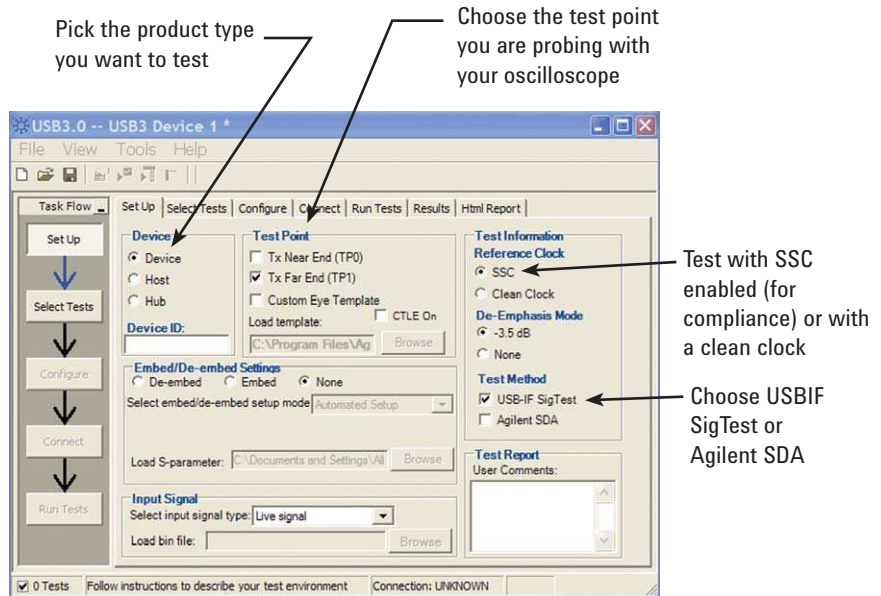 Pick the product type
you want to test
Choose the test point
you are probing with
your oscilloscope
USB3.0 -- USB3 Device 1 *
File View Tools Help
Task Flow
Set Up
Select Tests
Configure
Connect
Run Tests
Set Up Select Tests Configure Connect Run Tests Results Html Report
Device
Device
Host
Hub
Device ID:
Test Point
Tx Near End (TP0)
Tx Far End (TP1)
Custom Eye Template
CTLE On
Load template:
C:\Program Files\Ag Browse
Embed/De-embed Settings
De-embed Embed None
Select embed/de-embed setup mode Automated Setup
Load S-parameter: C:\Documents and Settings\All Browse
Input Signal
Select input signal type: Live signal
Load bin file: Browse
Test Information
Reference Clock
SSC
Clean Clock
De-Emphasis Mode
-3.5 dB
None
Test Method
USB-IF SigTest
Agilent SDA
Test Report
User Comments:
0 Tests Follow instructions to describe your test environment Connection: UNKNOWN
Test with SSC
enabled (for
compliance) or with
a clean clock
Choose USBIF
SigTest or
Agilent SDA